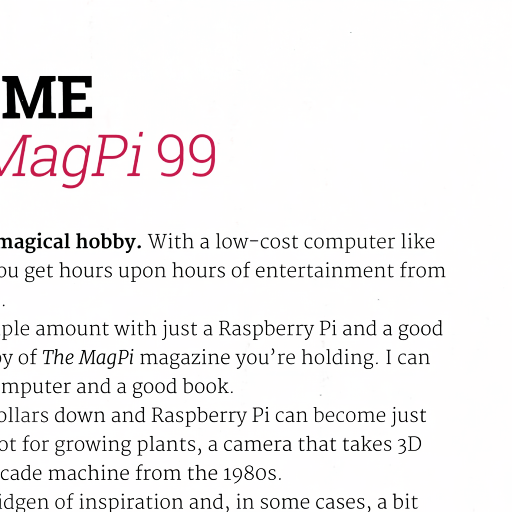 ME
MagPi 99
magical hobby. With a low-cost computer like
ou get hours upon hours of entertainment from
.
ple amount with just a Raspberry Pi and a good
y of The MagPi magazine you're holding. I can
mputer and a good book.
ollars down and Raspberry Pi can become just
ot for growing plants, a camera that takes 3D
cade machine from the 1980s.
idgen of inspiration and, in some cases, a bit